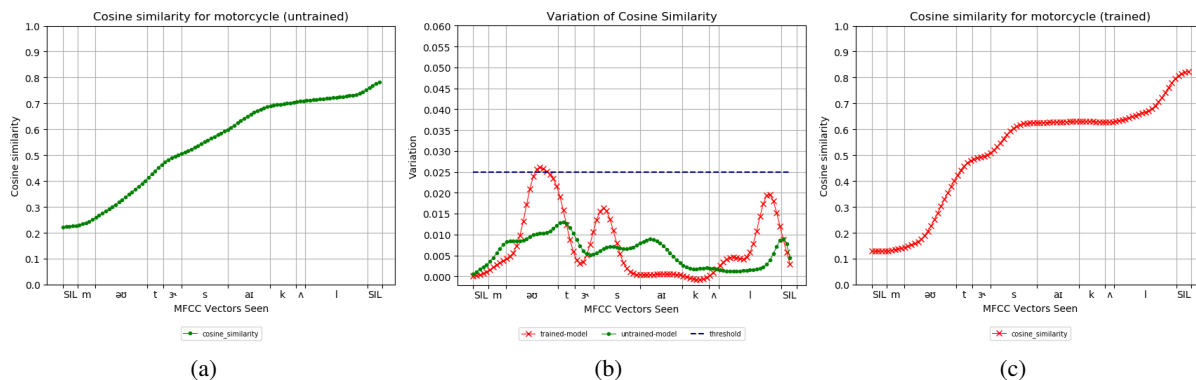 Cosine similarity for motorcycle (untrained)
1.0
0.9
0.8
0.7
0.6
0.5
0.4
0.3
0.2
0.1
0.0
Cosine similarity
SIL m əʊ t ɝ s aɪ k ʌ l SIL
MFCC Vectors Seen
cosine_similarity
(a)
Variation of Cosine Similarity
0.060
0.055
0.050
0.045
0.040
0.035
0.030
0.025
0.020
0.015
0.010
0.005
0.000
Variation
SIL m əʊ t ɝ s aɪ k ʌ l SIL
MFCC Vectors Seen
trained-model untrained-model threshold
(b)
Cosine similarity for motorcycle (trained)
1.0
0.9
0.8
0.7
0.6
0.5
0.4
0.3
0.2
0.1
0.0
Cosine similarity
SIL m əʊ t ɝ s aɪ k ʌ l SIL
MFCC Vectors Seen
cosine_similarity
(c)